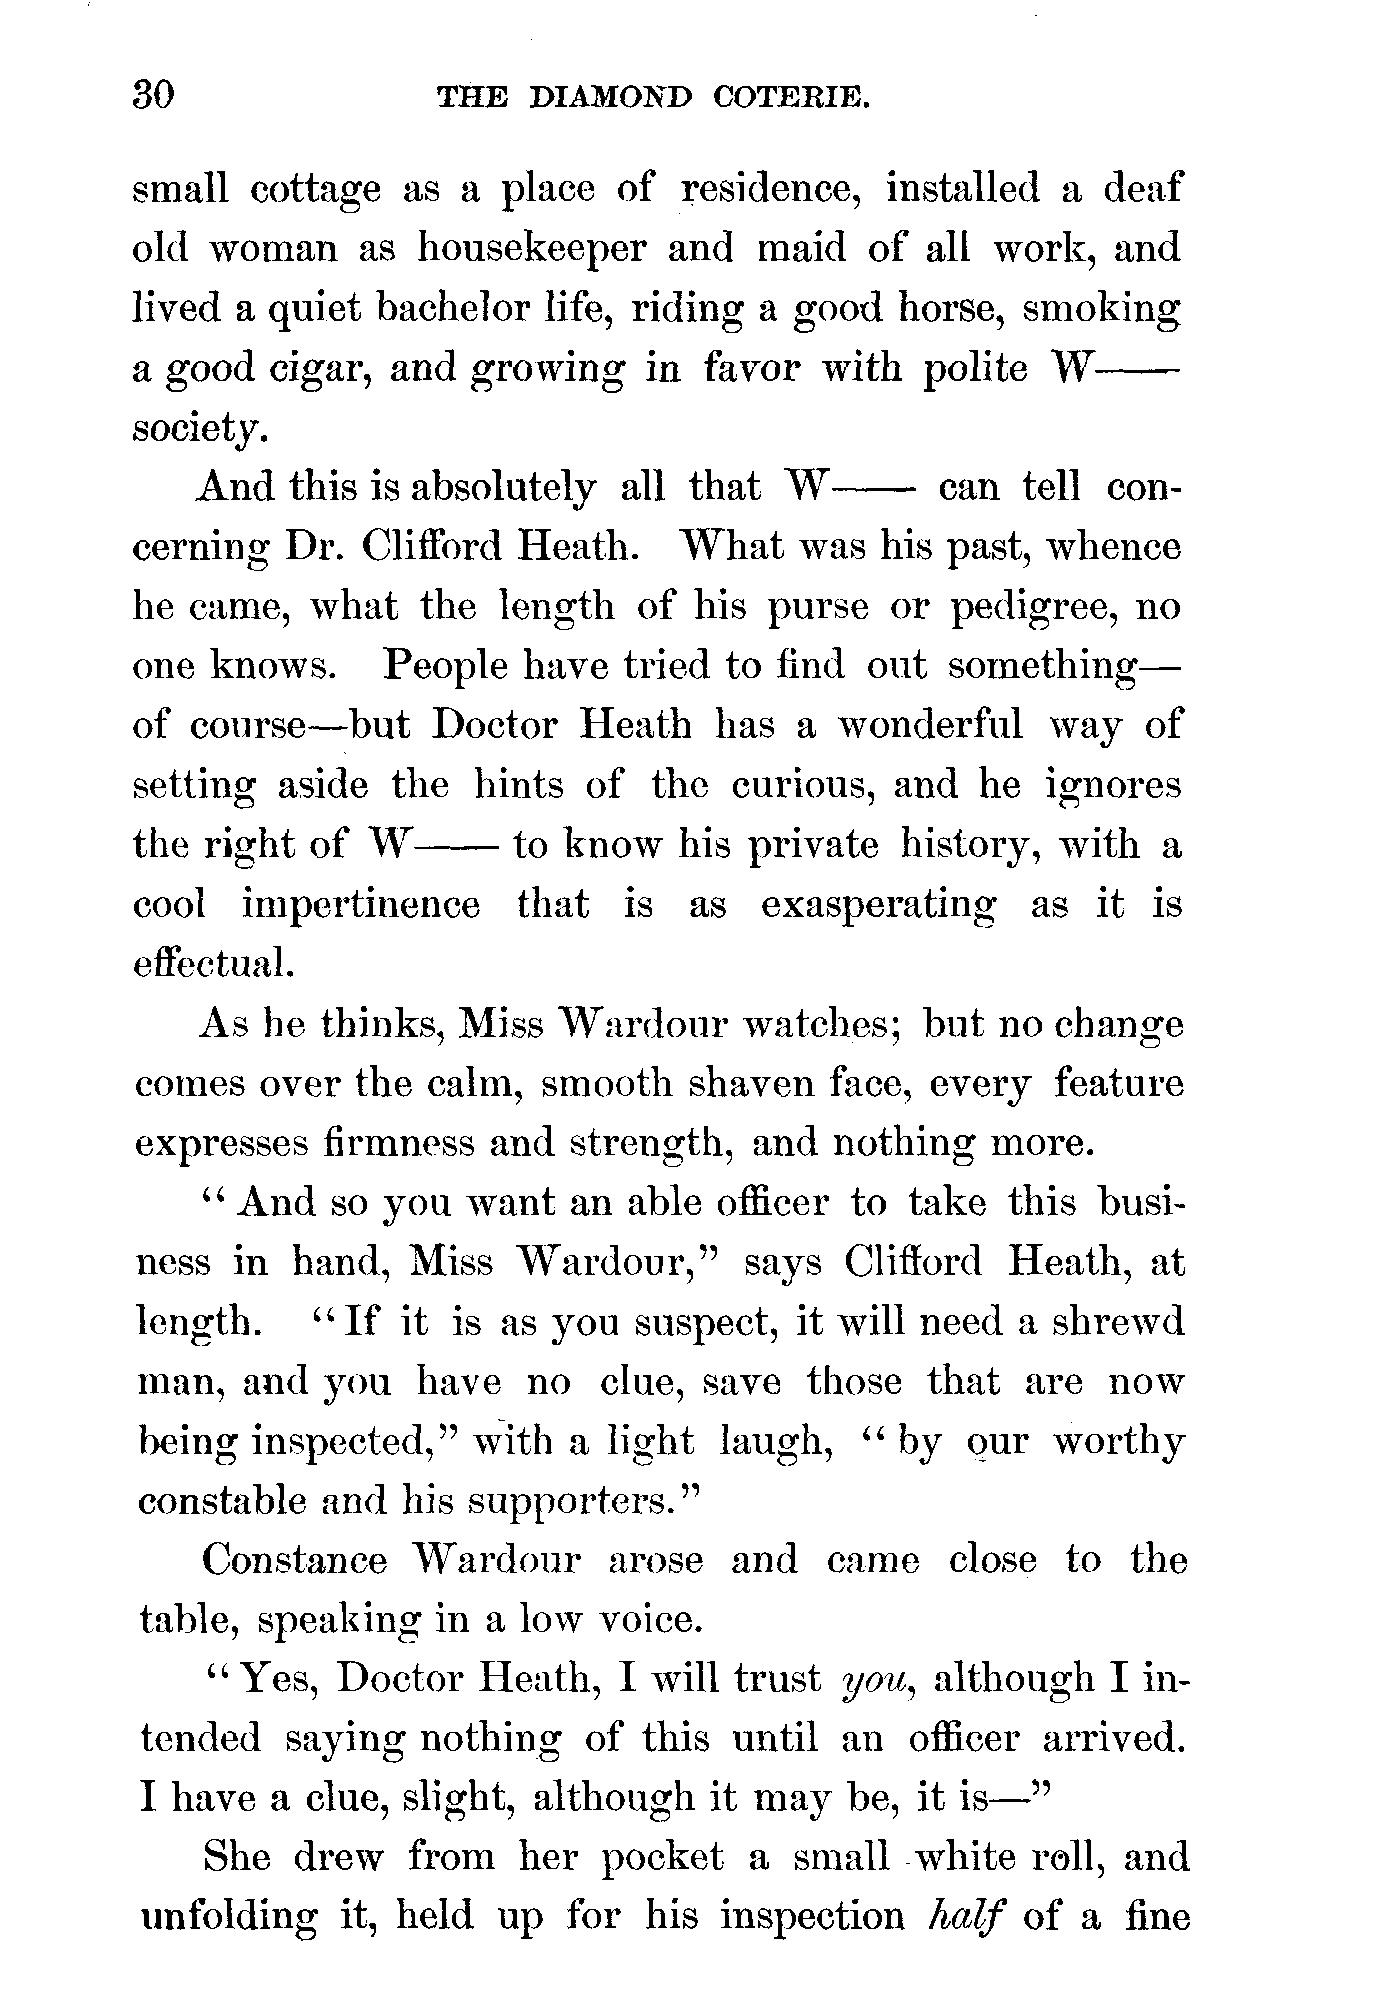 30 THE DIAMOND COTERIE.
small cottage as a place of residence, installed a deaf
old woman as housekeeper and maid of all work, and
lived a quiet bachelor life, riding a good horse, smoking
a good cigar, and growing in favor with polite W——
society.
And this is absolutely all that W—— can tell con-
cerning Dr. Clifford Heath. What was his past, whence
he came, what the length of his purse or pedigree, no
one knows. People have tried to find out something—
of course—but Doctor Heath has a wonderful way of
setting aside the hints of the curious, and he ignores
the right of W—— to know his private history, with a
cool impertinence that is as exasperating as it is
effectual.
As he thinks, Miss Wardour watches; but no change
comes over the calm, smooth shaven face, every feature
expresses firmness and strength, and nothing more.
“And so you want an able officer to take this busi-
ness in hand, Miss Wardour,” says Clifford Heath, at
length. “If it is as you suspect, it will need a shrewd
man, and you have no clue, save those that are now
being inspected,” with a light laugh, “by our worthy
constable and his supporters.”
Constance Wardour arose and came close to the
table, speaking in a low voice.
“Yes, Doctor Heath, I will trust you, although I in-
tended saying nothing of this until an officer arrived.
I have a clue, slight, although it may be, it is—”
She drew from her pocket a small white roll, and
unfolding it, held up for his inspection half of a fine